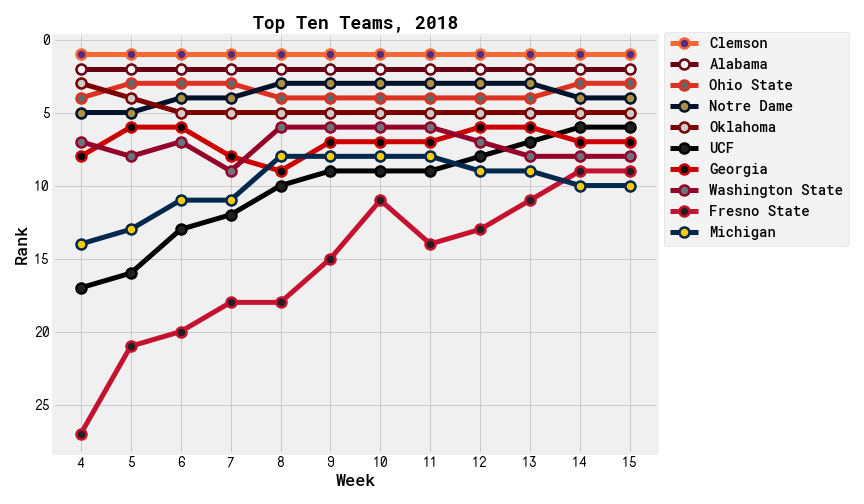 Top Ten Teams, 2018
0
5
10
15
20
25
Rank
4 5 6 7 8 9 10 11 12 13 14 15
Week
Clemson
Alabama
Ohio State
Notre Dame
Oklahoma
UCF
Georgia
Washington State
Fresno State
Michigan